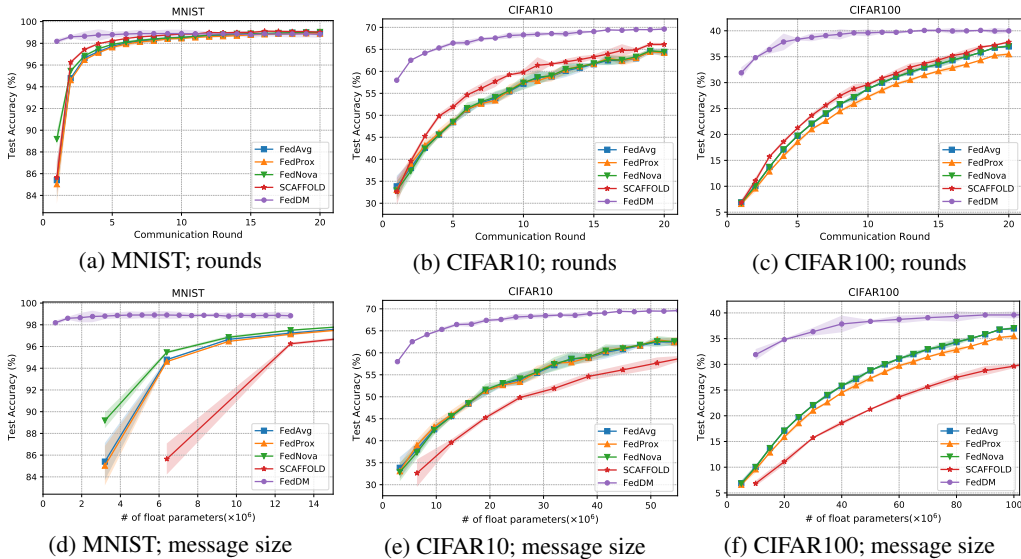 MNIST
Test Accuracy (%)
100
98
96
94
92
90
88
86
84
0
5
10
15
20
Communication Round
FedAvg
FedProx
FedNova
SCAFFOLD
FedDM
(a) MNIST; rounds
CIFAR10
Test Accuracy (%)
70
65
60
55
50
45
40
35
30
0
5
10
15
20
Communication Round
FedAvg
FedProx
FedNova
SCAFFOLD
FedDM
(b) CIFAR10; rounds
CIFAR100
Test Accuracy (%)
40
35
30
25
20
15
10
5
0
5
10
15
20
Communication Round
FedAvg
FedProx
FedNova
SCAFFOLD
FedDM
(c) CIFAR100; rounds
MNIST
Test Accuracy (%)
100
98
96
94
92
90
88
86
84
0
2
4
6
8
10
12
14
# of float parameters(×10⁶)
FedAvg
FedProx
FedNova
SCAFFOLD
FedDM
(d) MNIST; message size
CIFAR10
Test Accuracy (%)
70
65
60
55
50
45
40
35
30
0
10
20
30
40
50
# of float parameters(×10⁶)
FedAvg
FedProx
FedNova
SCAFFOLD
FedDM
(e) CIFAR10; message size
CIFAR100
Test Accuracy (%)
40
35
30
25
20
15
10
5
0
20
40
60
80
100
# of float parameters(×10⁶)
FedAvg
FedProx
FedNova
SCAFFOLD
FedDM
(f) CIFAR100; message size